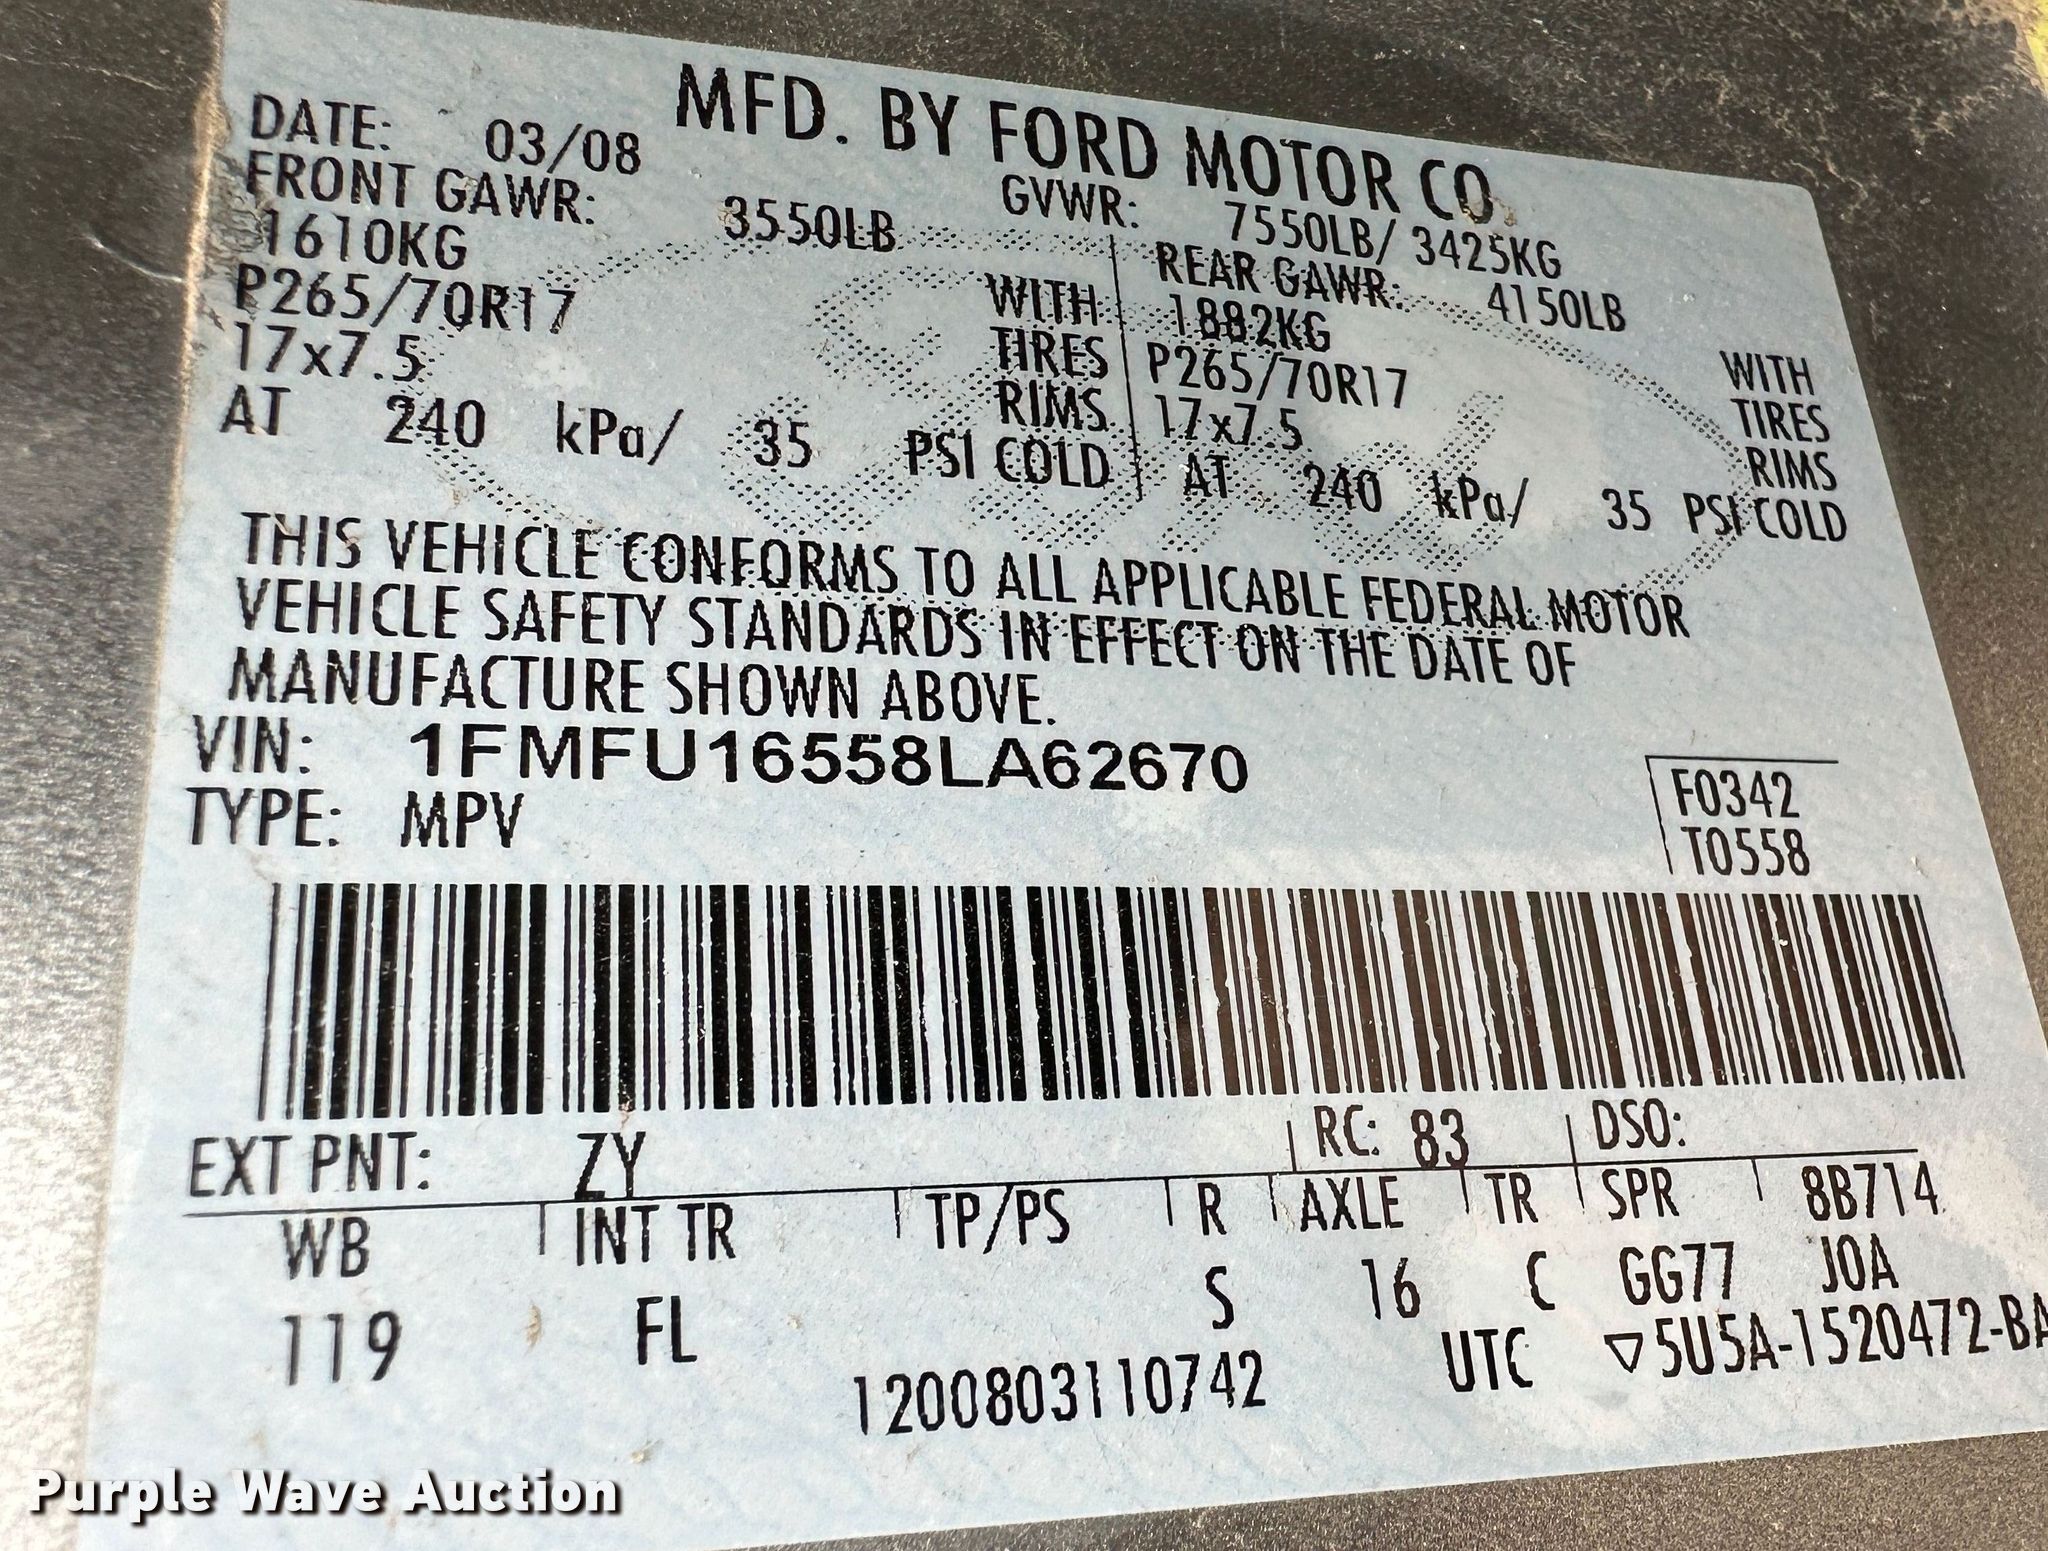 MFD. BY FORD MOTOR CO.
DATE: 03/08 GVWR: 7550LB/ 3425KG
FRONT GAWR: 3550LB REAR GAWR: 4150LB
1610KG WITH 1882KG WITH
P265/70R17 TIRES P265/70R17 TIRES
17x7.5 RIMS 17x7.5 RIMS
AT 240 kPa/ 35 PSI COLD AT 240 kPa/ 35 PSI COLD
THIS VEHICLE CONFORMS TO ALL APPLICABLE FEDERAL MOTOR
VEHICLE SAFETY STANDARDS IN EFFECT ON THE DATE OF
MANUFACTURE SHOWN ABOVE.
VIN: 1FMFU16558LA62670
TYPE: MPV
F0342
T0558
EXT PNT: ZY RC: 83 DSO:
WB INT TR TP/PS R AXLE TR SPR 8B714
119 FL S 16 C GG77 JOA
1200803110742 UTC ▽5U5A-1520472-BA
Purple Wave Auction